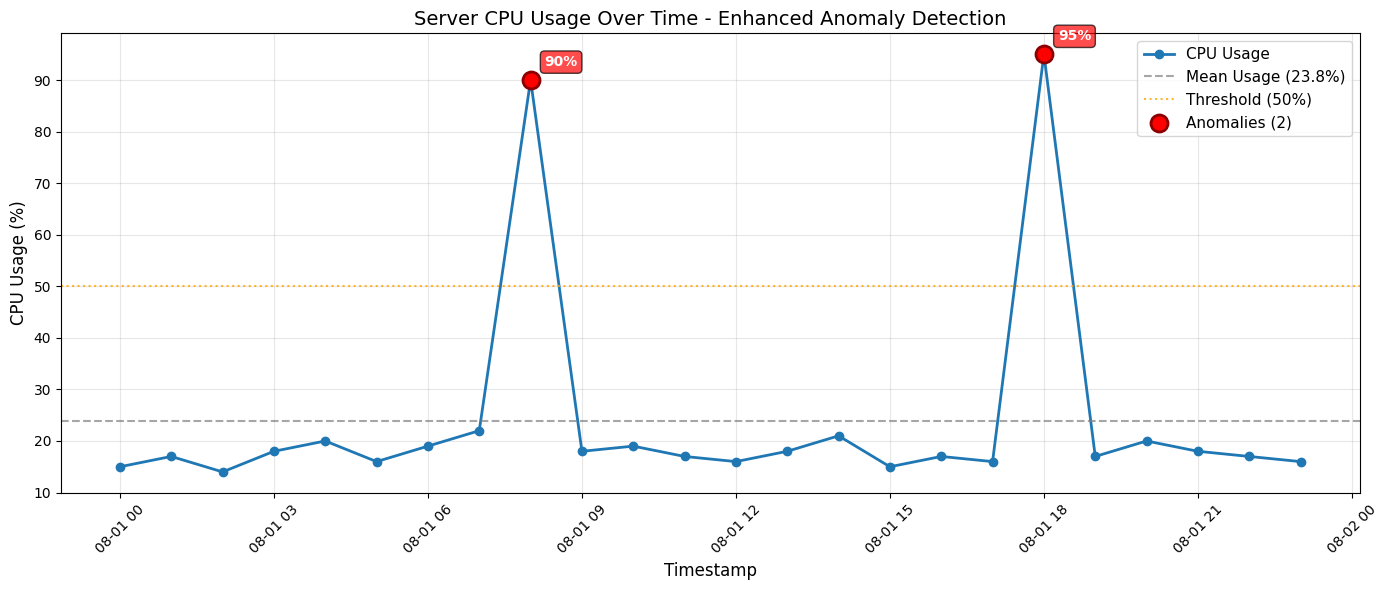 Server CPU Usage Over Time - Enhanced Anomaly Detection
95%
90%
CPU Usage
Mean Usage (23.8%)
Threshold (50%)
Anomalies (2)
CPU Usage (%)
90
80
70
60
50
40
30
20
10
08-01 00
08-01 03
08-01 06
08-01 09
08-01 12
08-01 15
08-01 18
08-01 21
08-02 00
Timestamp